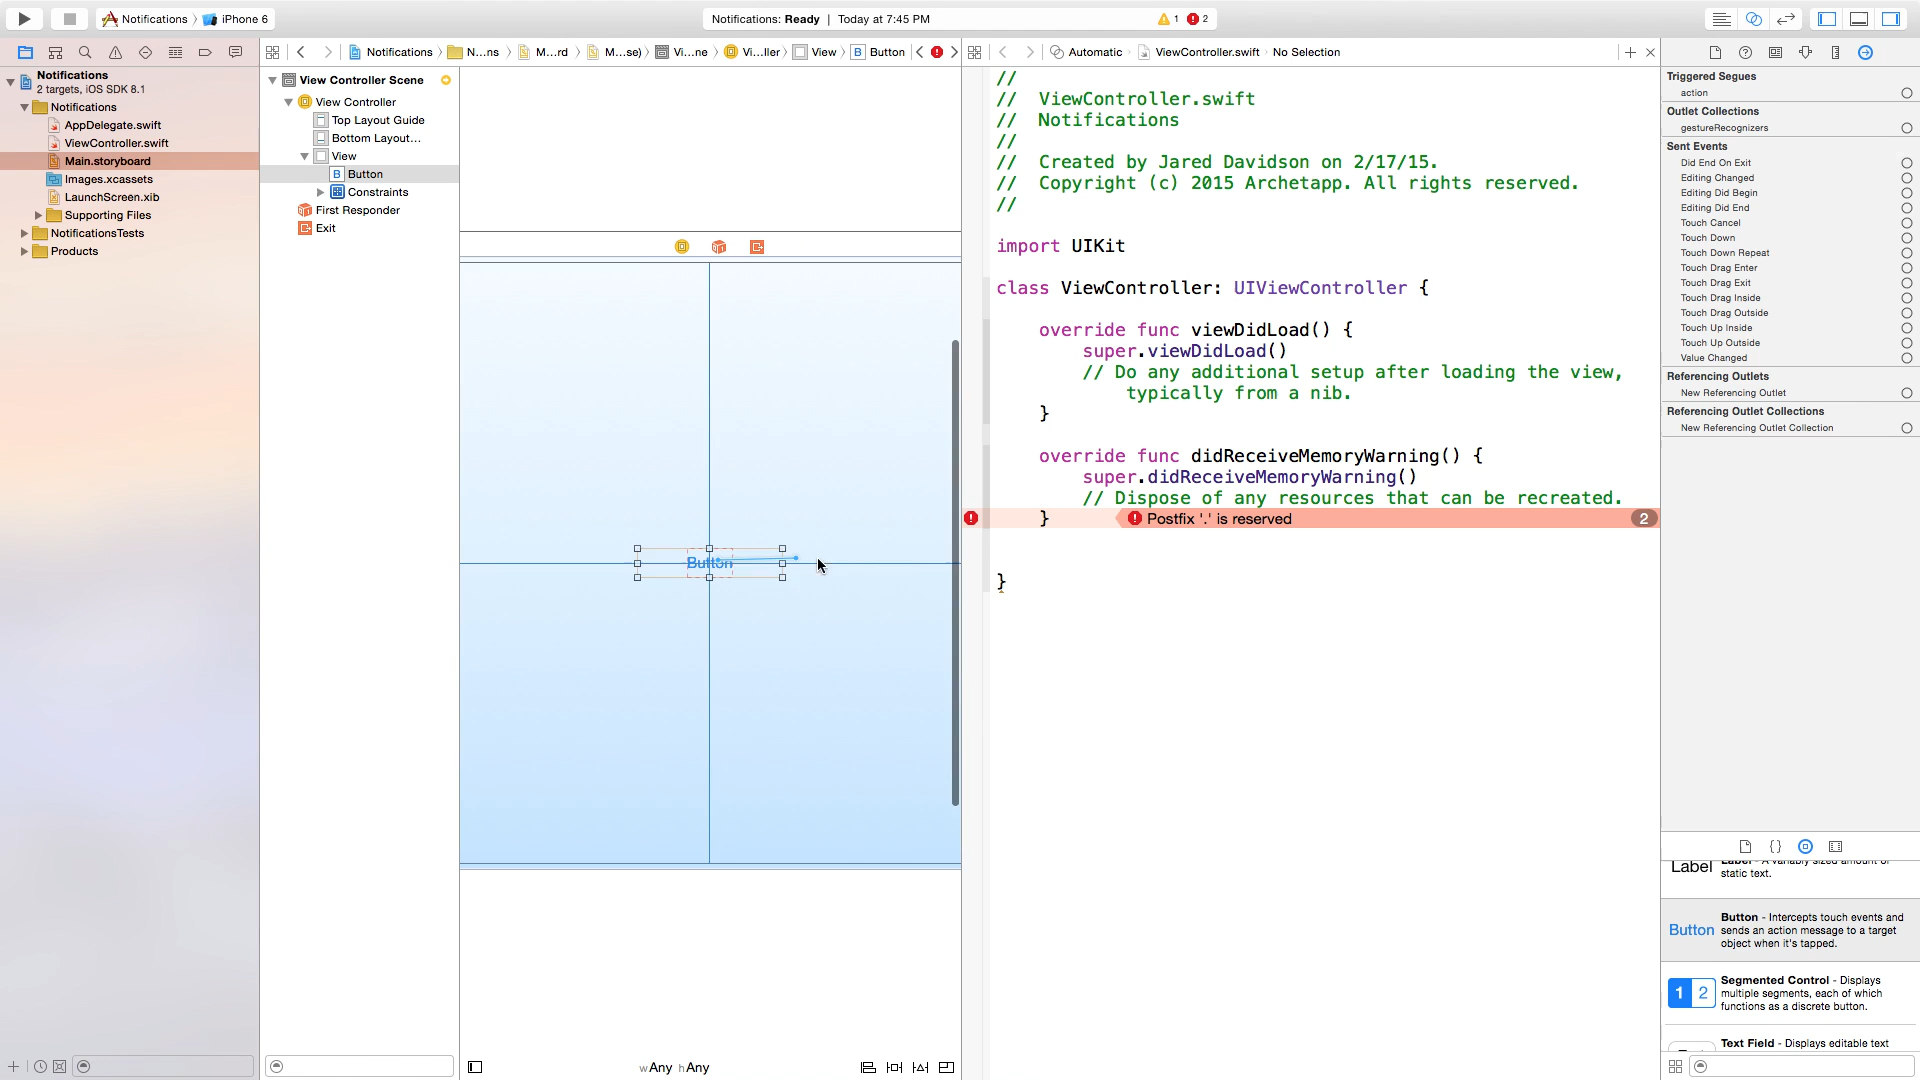 Notifications
iPhone 6
Notifications: Ready | Today at 7:45 PM
1
2
Notifications
N...ns
M...rd
M...se)
Vi...ne
Vi...ller
View
B Button
Automatic
ViewController.swift
No Selection
Notifications
2 targets, iOS SDK 8.1
Notifications
AppDelegate.swift
ViewController.swift
Main.storyboard
Images.xcassets
LaunchScreen.xib
Supporting Files
NotificationsTests
Products
View Controller Scene
View Controller
Top Layout Guide
Bottom Layout...
View
B Button
Constraints
First Responder
Exit
Button
wAny hAny
//
// ViewController.swift
// Notifications
//
// Created by Jared Davidson on 2/17/15.
// Copyright (c) 2015 Archetapp. All rights reserved.
//
import UIKit
class ViewController: UIViewController {
override func viewDidLoad() {
super.viewDidLoad()
// Do any additional setup after loading the view,
typically from a nib.
}
override func didReceiveMemoryWarning() {
super.didReceiveMemoryWarning()
// Dispose of any resources that can be recreated.
}
Postfix '.' is reserved
2
}
Triggered Segues
action
Outlet Collections
gestureRecognizers
Sent Events
Did End On Exit
Editing Changed
Editing Did Begin
Editing Did End
Touch Cancel
Touch Down
Touch Down Repeat
Touch Drag Enter
Touch Drag Exit
Touch Drag Inside
Touch Drag Outside
Touch Up Inside
Touch Up Outside
Value Changed
Referencing Outlets
New Referencing Outlet
Referencing Outlet Collections
New Referencing Outlet Collection
{}
Label
Label - A variably sized amount of
static text.
Button
Button - Intercepts touch events and
sends an action message to a target
object when it's tapped.
1 2
Segmented Control - Displays
multiple segments, each of which
functions as a discrete button.
Text Field - Displays editable text